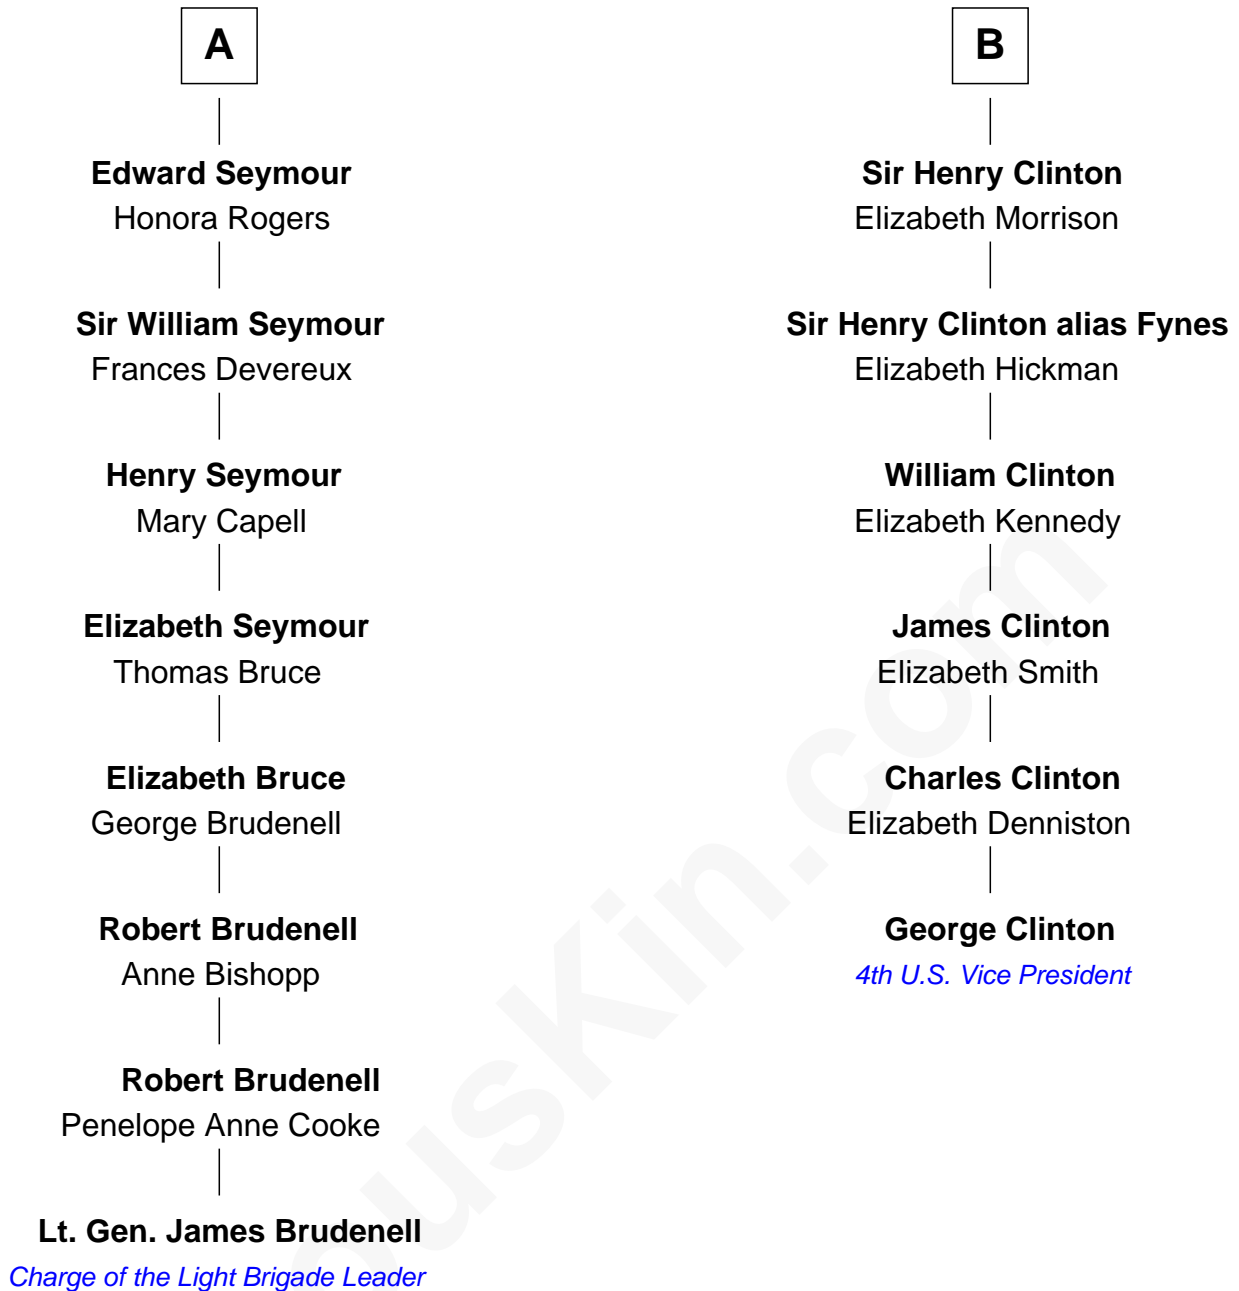 A
Edward Seymour
Honora Rogers
Sir William Seymour
Frances Devereux
Henry Seymour
Mary Capell
Elizabeth Seymour
Thomas Bruce
Elizabeth Bruce
George Brudenell
Robert Brudenell
Anne Bishopp
Robert Brudenell
Penelope Anne Cooke
Lt. Gen. James Brudenell
Charge of the Light Brigade Leader
B
Sir Henry Clinton
Elizabeth Morrison
Sir Henry Clinton alias Fynes
Elizabeth Hickman
William Clinton
Elizabeth Kennedy
James Clinton
Elizabeth Smith
Charles Clinton
Elizabeth Denniston
George Clinton
4th U.S. Vice President
ousKin.com